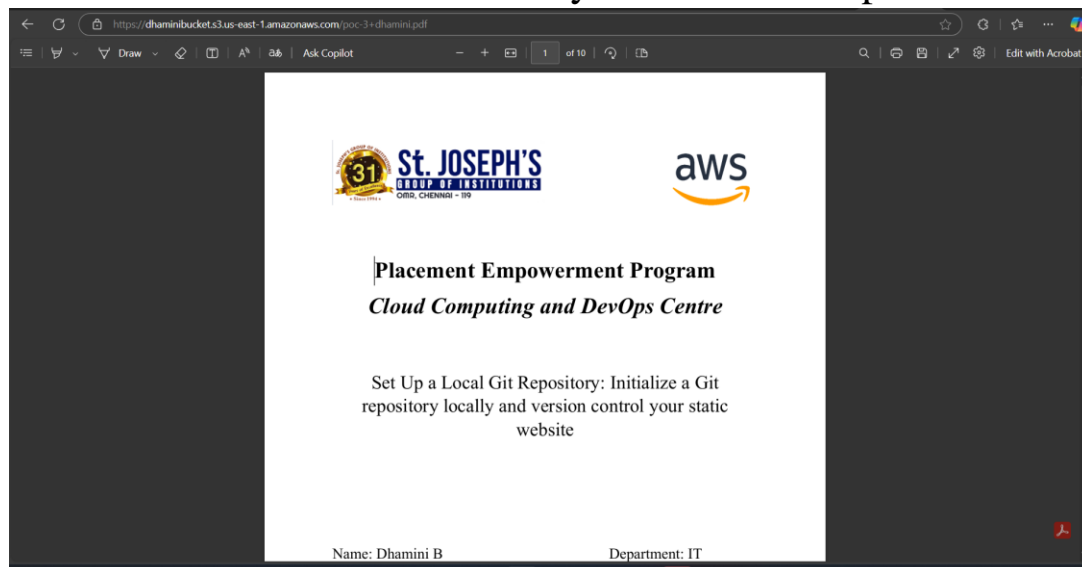 https://dhaminibucket.s3.us-east-1.amazonaws.com/poc-3+dhamini.pdf
Draw
Ask Copilot
1 of 10
Edit with Acrobat
31
St. JOSEPH'S
GROUP OF INSTITUTIONS
OMR, CHENNAI - 119
aws
Placement Empowerment Program
Cloud Computing and DevOps Centre
Set Up a Local Git Repository: Initialize a Git
repository locally and version control your static
website
Name: Dhamini B Department: IT